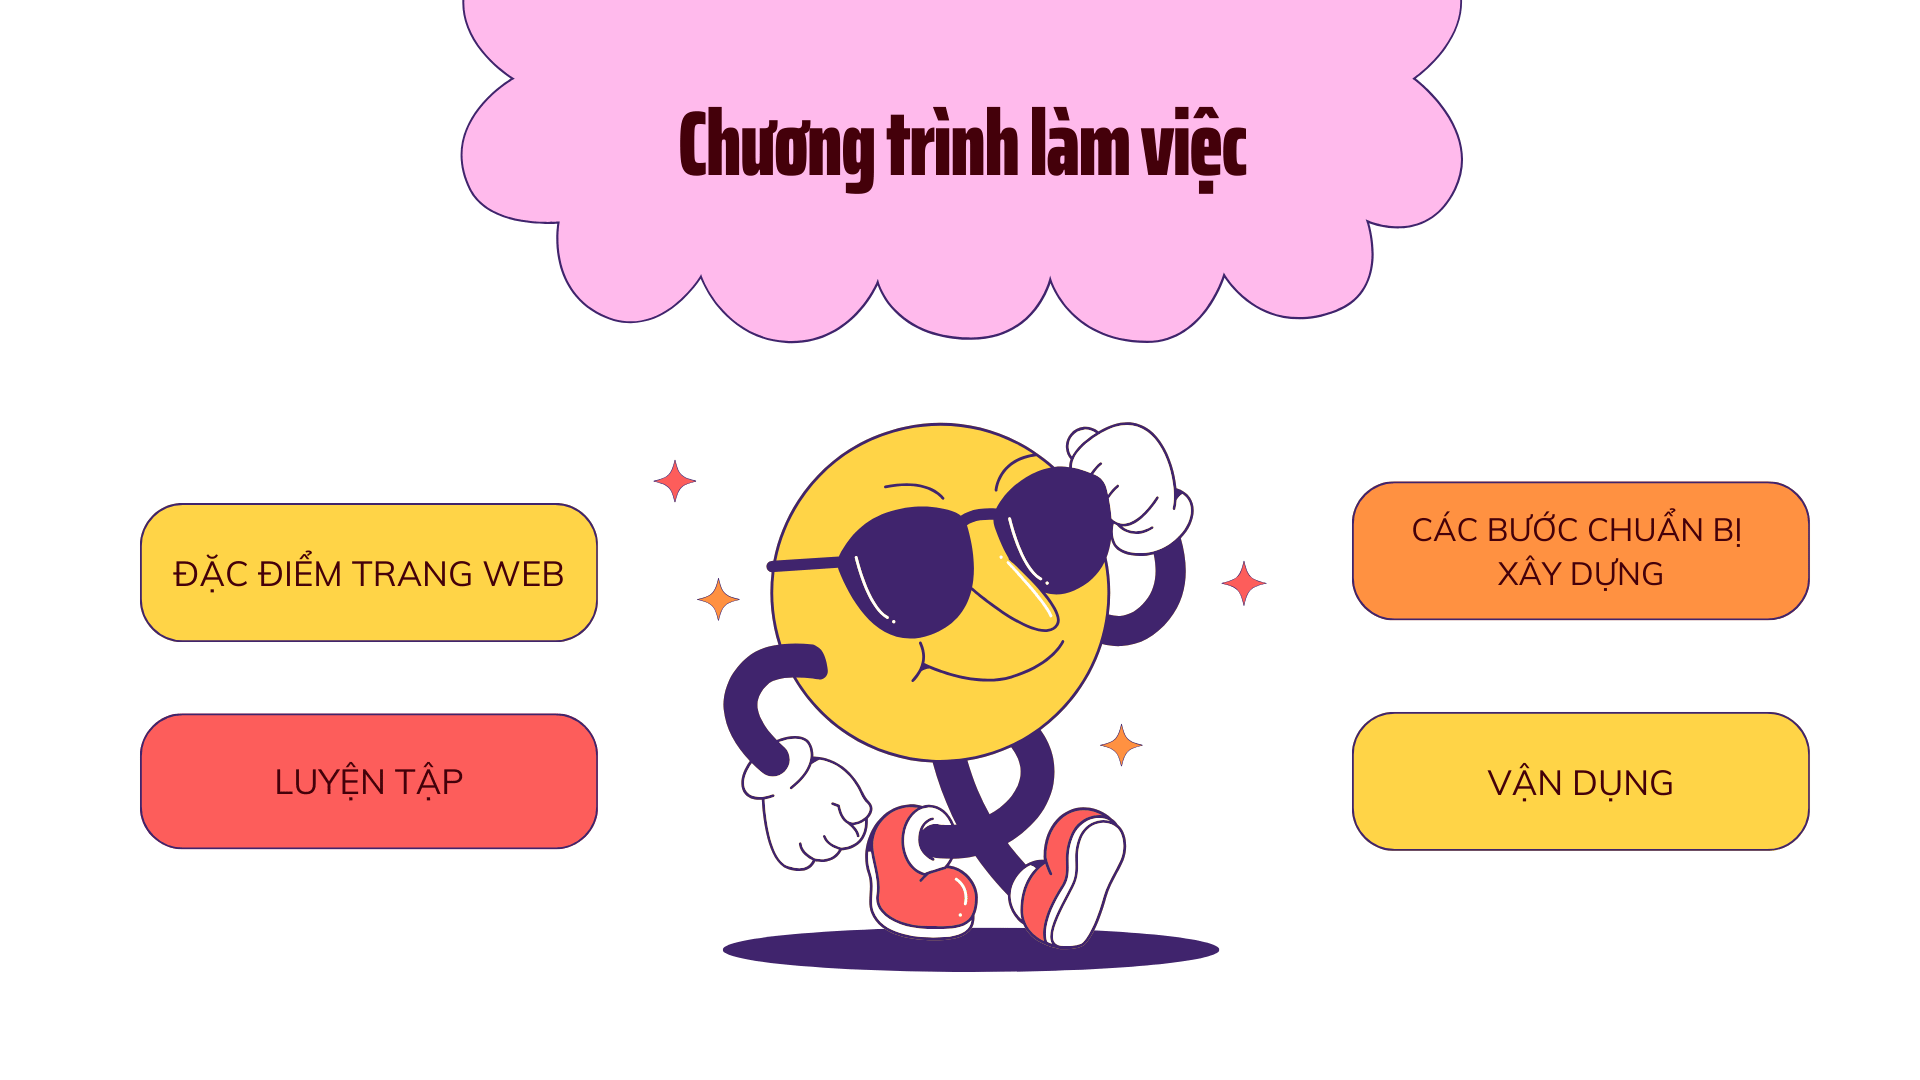 Chương trình làm việc
ĐẶC ĐIỂM TRANG WEB
CÁC BƯỚC CHUẨN BỊ
XÂY DỰNG
LUYỆN TẬP
VẬN DỤNG